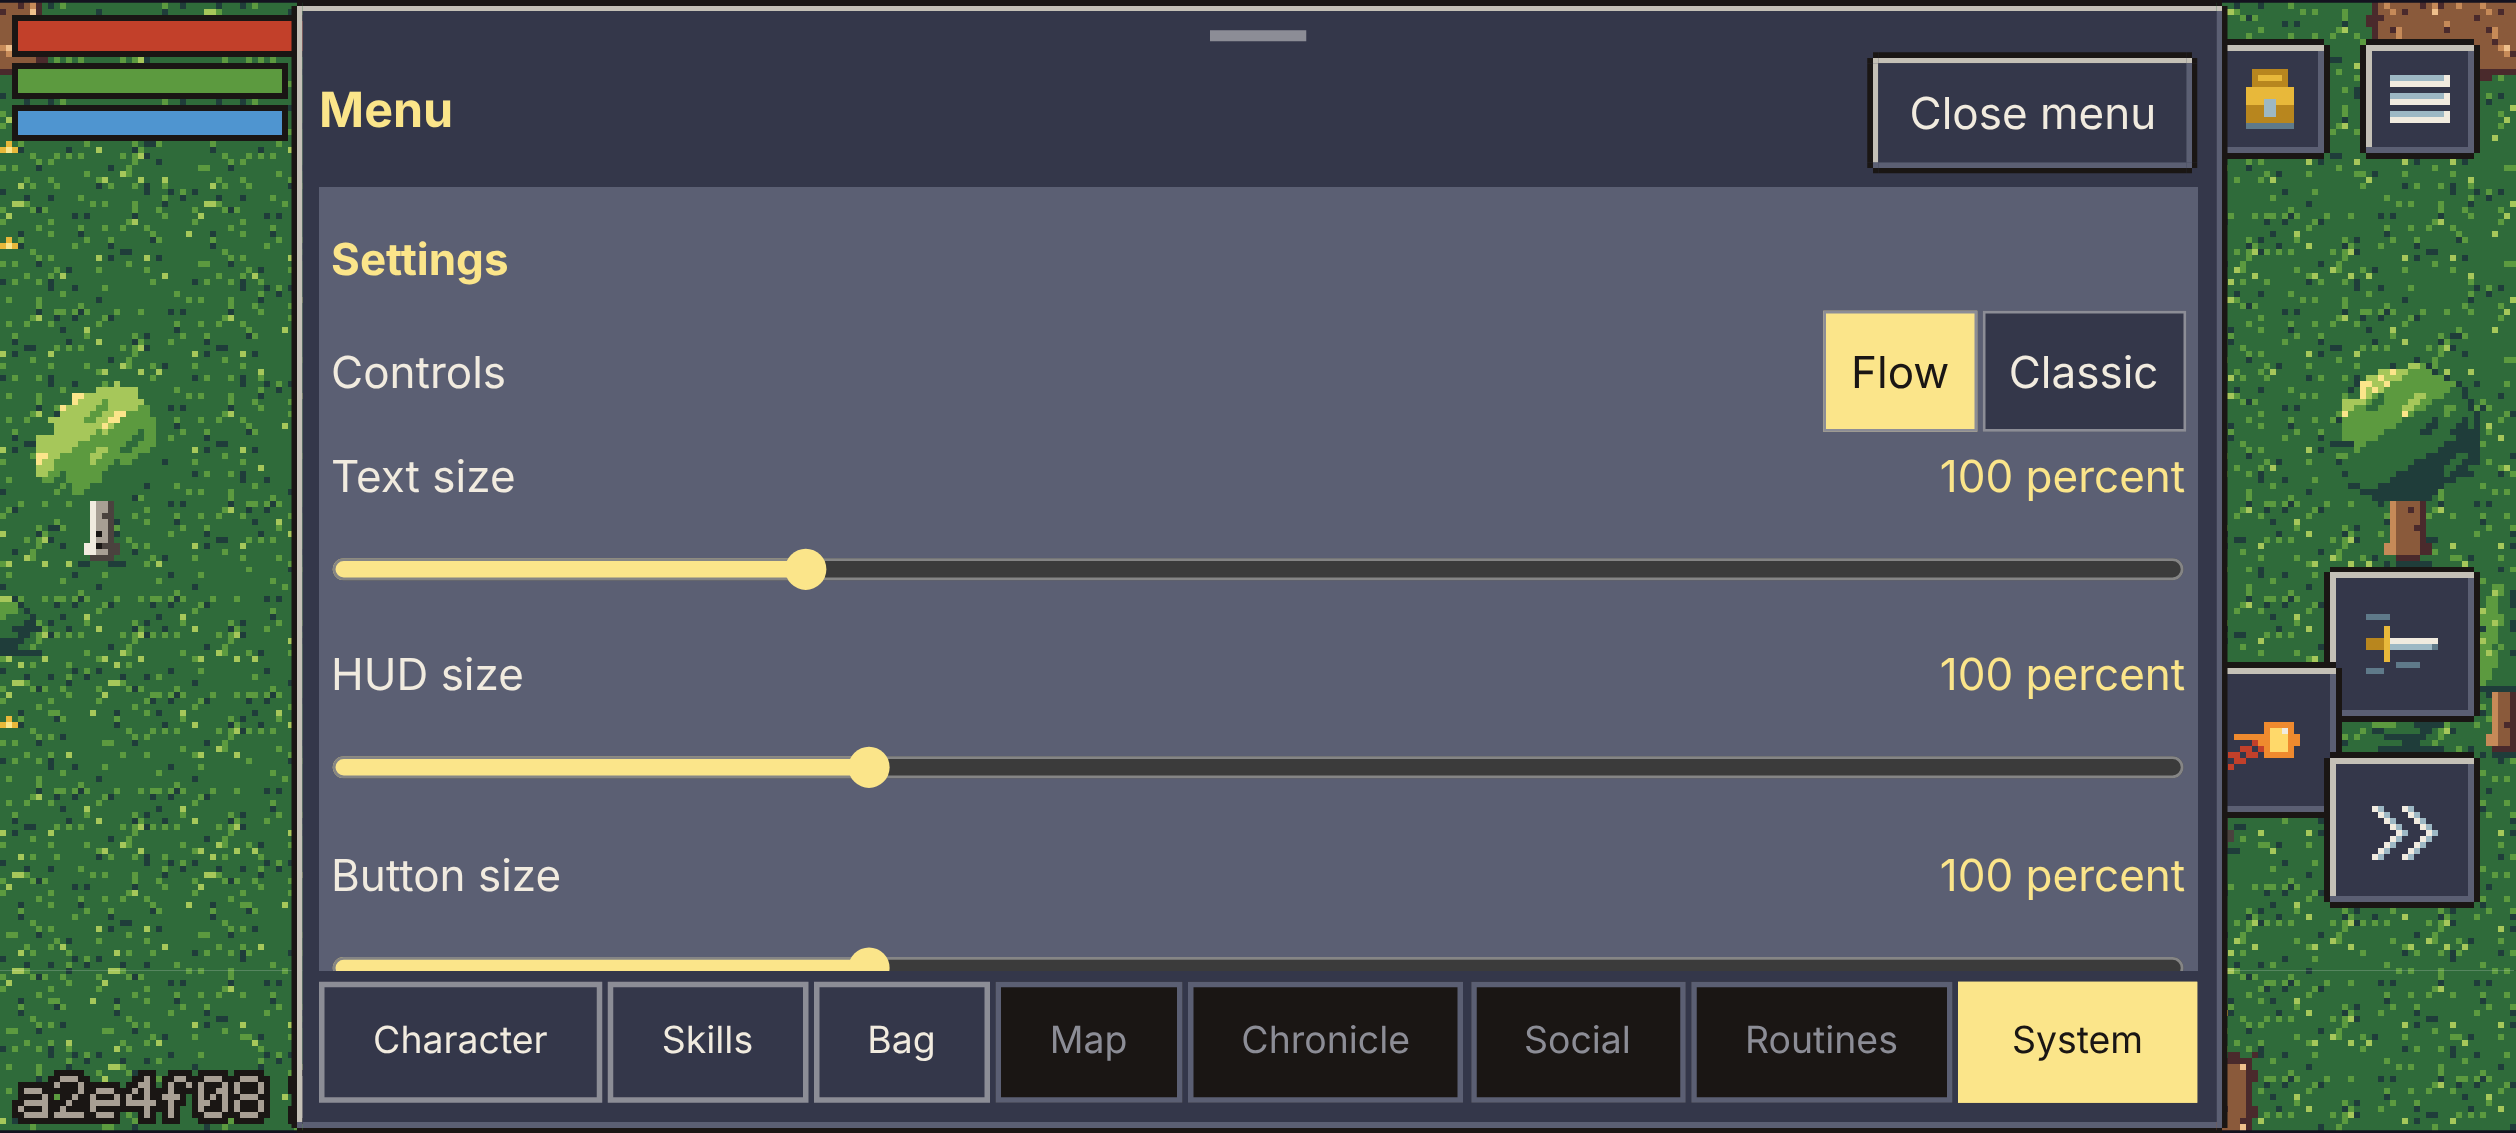 Menu
Close menu
Settings
Controls
Flow
Classic
Text size
100 percent
HUD size
100 percent
Button size
100 percent
Character
Skills
Bag
Map
Chronicle
Social
Routines
System
a2e4f08